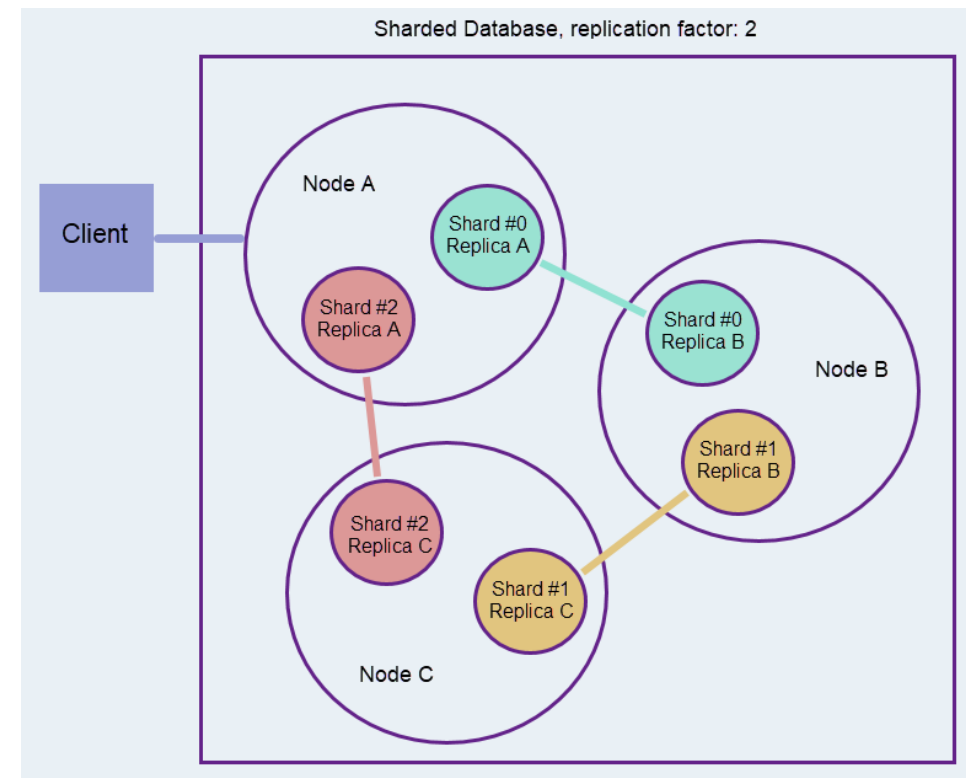 Sharded Database, replication factor: 2
Client
Node A
Shard #0
Replica A
Shard #2
Replica A
Shard #0
Replica B
Node B
Shard #1
Replica B
Shard #2
Replica C
Shard #1
Replica C
Node C